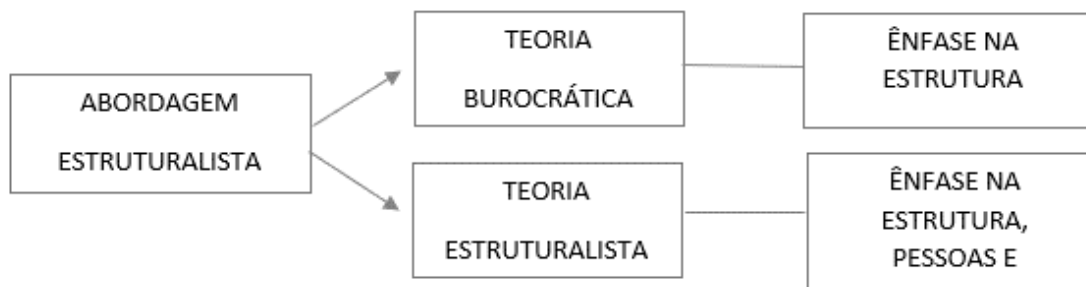 ABORDAGEM
ESTRUTURALISTA
TEORIA
BUROCRÁTICA
ÊNFASE NA
ESTRUTURA
TEORIA
ESTRUTURALISTA
ÊNFASE NA
ESTRUTURA,
PESSOAS E